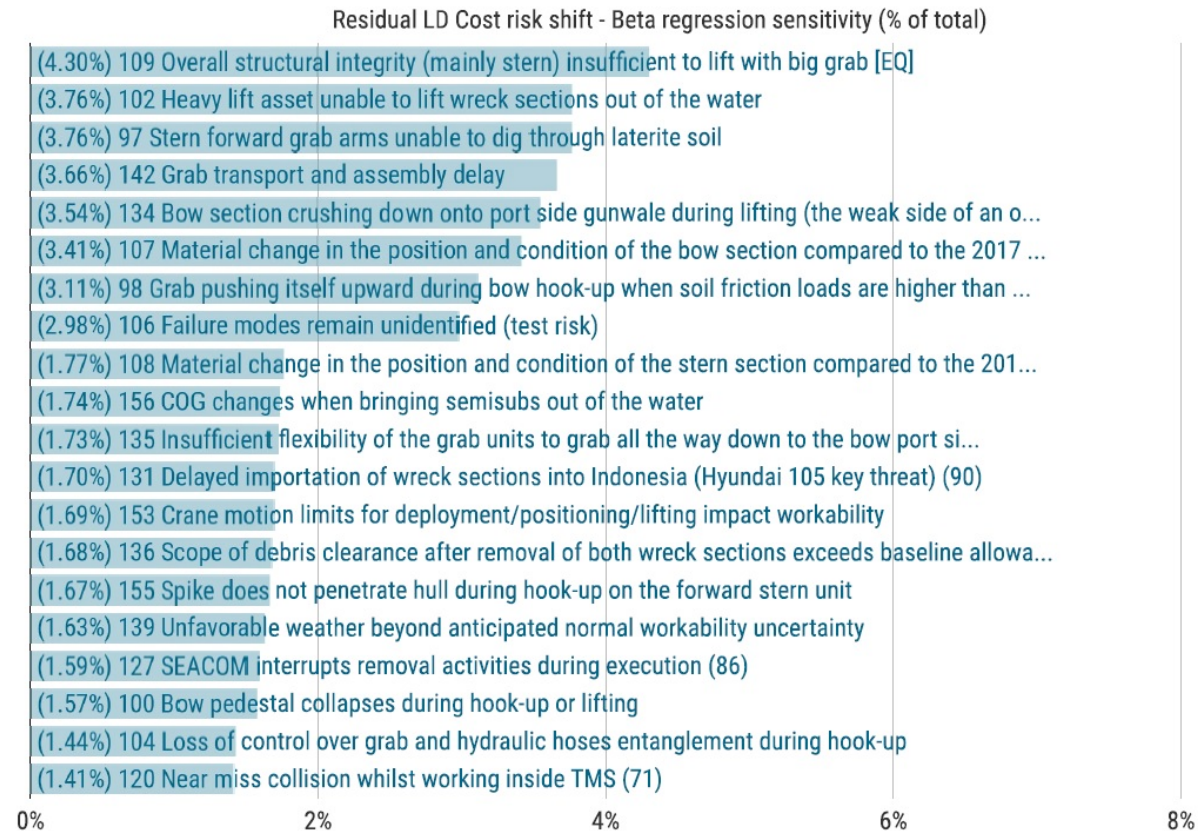 Residual LD Cost risk shift - Beta regression sensitivity (% of total)
(4.30%) 109 Overall structural integrity (mainly stern) insufficient to lift with big grab [EQ]
(3.76%) 102 Heavy lift asset unable to lift wreck sections out of the water
(3.76%) 97 Stern forward grab arms unable to dig through laterite soil
(3.66%) 142 Grab transport and assembly delay
(3.54%) 134 Bow section crushing down onto port side gunwale during lifting (the weak side of an o...
(3.41%) 107 Material change in the position and condition of the bow section compared to the 2017 ...
(3.11%) 98 Grab pushing itself upward during bow hook-up when soil friction loads are higher than ...
(2.98%) 106 Failure modes remain unidentified (test risk)
(1.77%) 108 Material change in the position and condition of the stern section compared to the 201...
(1.74%) 156 COG changes when bringing semisubs out of the water
(1.73%) 135 Insufficient flexibility of the grab units to grab all the way down to the bow port si...
(1.70%) 131 Delayed importation of wreck sections into Indonesia (Hyundai 105 key threat) (90)
(1.69%) 153 Crane motion limits for deployment/positioning/lifting impact workability
(1.68%) 136 Scope of debris clearance after removal of both wreck sections exceeds baseline allowa...
(1.67%) 155 Spike does not penetrate hull during hook-up on the forward stern unit
(1.63%) 139 Unfavorable weather beyond anticipated normal workability uncertainty
(1.59%) 127 SEACOM interrupts removal activities during execution (86)
(1.57%) 100 Bow pedestal collapses during hook-up or lifting
(1.44%) 104 Loss of control over grab and hydraulic hoses entanglement during hook-up
(1.41%) 120 Near miss collision whilst working inside TMS (71)
0% 2% 4% 6% 8%